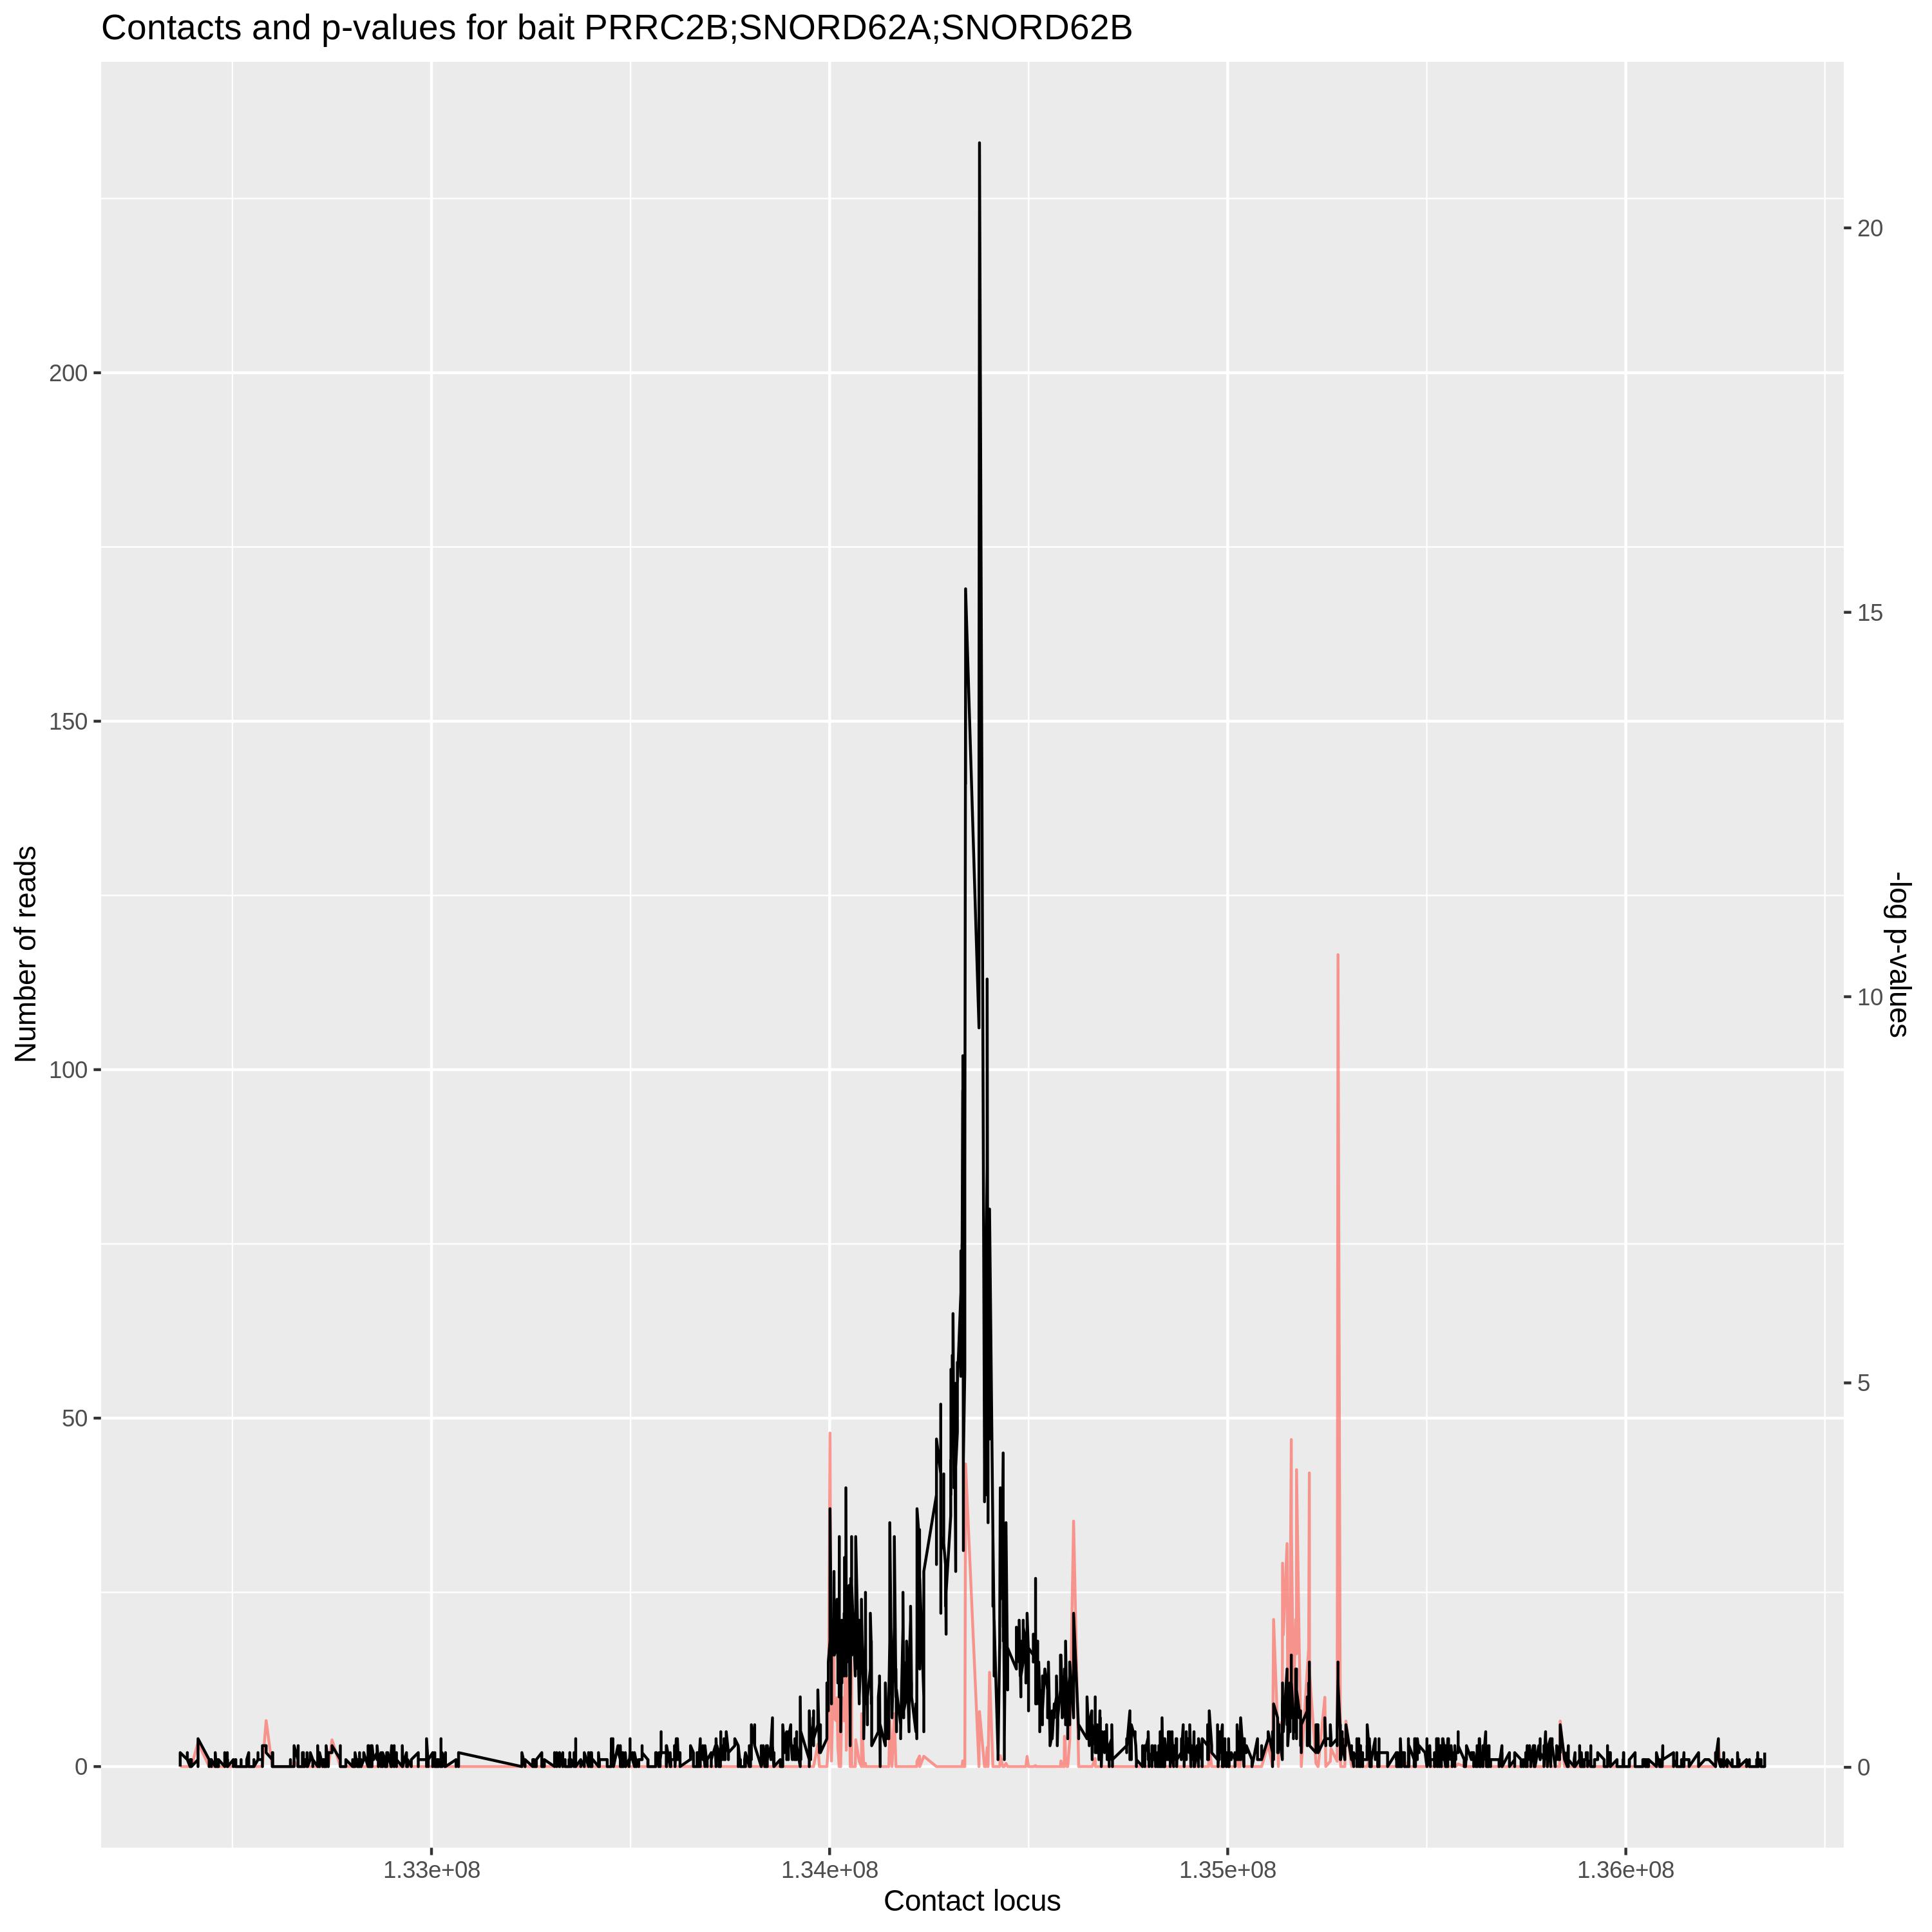 Contacts and p-values for bait PRRC2B;SNORD62A;SNORD62B
Number of reads
200
150
100
50
0
20
15
10
5
0
-log p-values
1.33e+08
1.34e+08
1.35e+08
1.36e+08
Contact locus